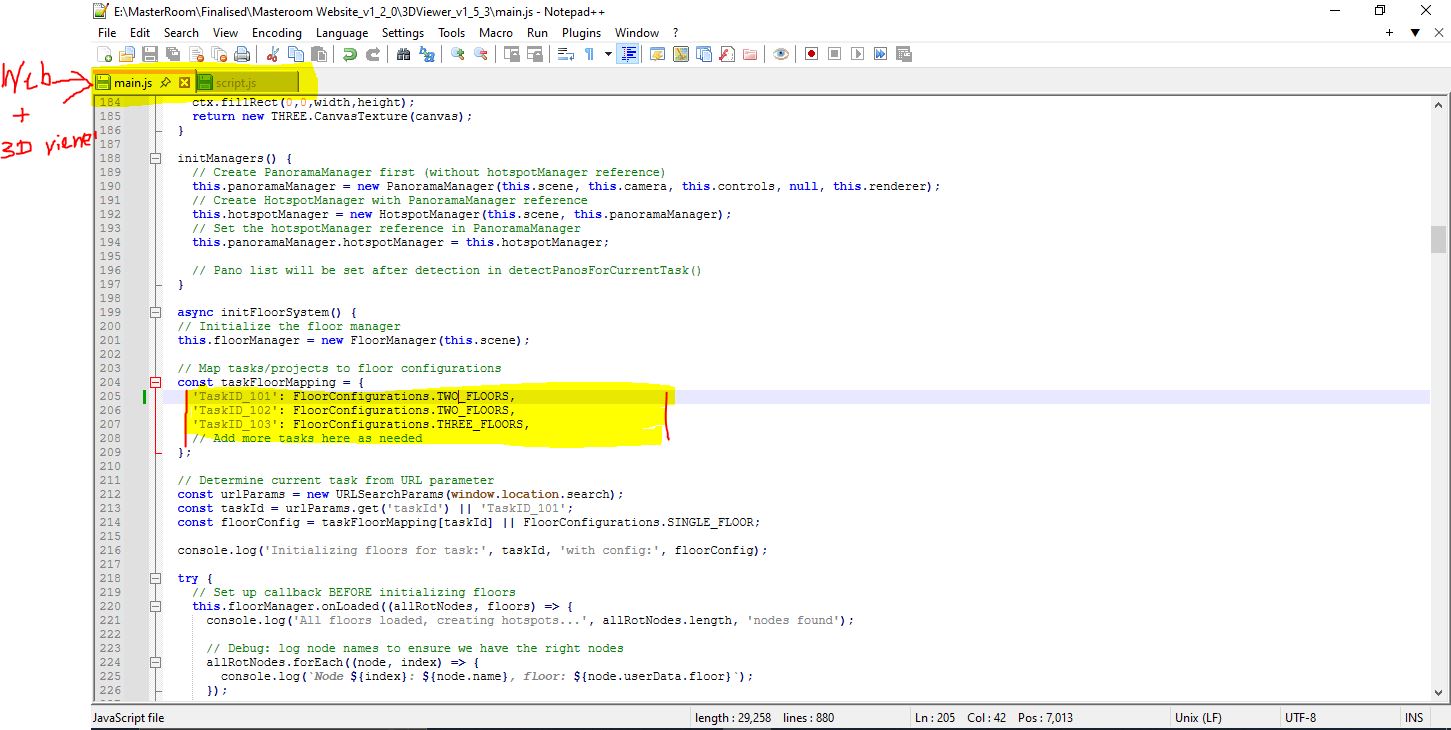 E:\MasterRoom\Finalised\Masteroom Website_v1_2_0\3DViewer_v1_5_3\main.js - Notepad++
File Edit Search View Encoding Language Settings Tools Macro Run Plugins Window ?
Web
+
3D viewer
main.js script.js
184 ctx.fillRect(0,0,width,height);
185 return new THREE.CanvasTexture(canvas);
186 }
187
188 initManagers() {
189 // Create PanoramaManager first (without hotspotManager reference)
190 this.panoramaManager = new PanoramaManager(this.scene, this.camera, this.controls, null, this.renderer);
191 // Create HotspotManager with PanoramaManager reference
192 this.hotspotManager = new HotspotManager(this.scene, this.panoramaManager);
193 // Set the hotspotManager reference in PanoramaManager
194 this.panoramaManager.hotspotManager = this.hotspotManager;
195
196 // Pano list will be set after detection in detectPanosForCurrentTask()
197 }
198
199 async initFloorSystem() {
200 // Initialize the floor manager
201 this.floorManager = new FloorManager(this.scene);
202
203 // Map tasks/projects to floor configurations
204 const taskFloorMapping = {
205 'TaskID_101': FloorConfigurations.TWO_FLOORS,
206 'TaskID_102': FloorConfigurations.TWO_FLOORS,
207 'TaskID_103': FloorConfigurations.THREE_FLOORS,
208 // Add more tasks here as needed
209 };
210
211 // Determine current task from URL parameter
212 const urlParams = new URLSearchParams(window.location.search);
213 const taskId = urlParams.get('taskId') || 'TaskID_101';
214 const floorConfig = taskFloorMapping[taskId] || FloorConfigurations.SINGLE_FLOOR;
215
216 console.log('Initializing floors for task:', taskId, 'with config:', floorConfig);
217
218 try {
219 // Set up callback BEFORE initializing floors
220 this.floorManager.onLoaded((allRotNodes, floors) => {
221 console.log('All floors loaded, creating hotspots...', allRotNodes.length, 'nodes found');
222
223 // Debug: log node names to ensure we have the right nodes
224 allRotNodes.forEach((node, index) => {
225 console.log(`Node ${index}: ${node.name}, floor: ${node.userData.floor}`);
226 });
JavaScript file length : 29,258 lines : 880 Ln : 205 Col : 42 Pos : 7,013 Unix (LF) UTF-8 INS